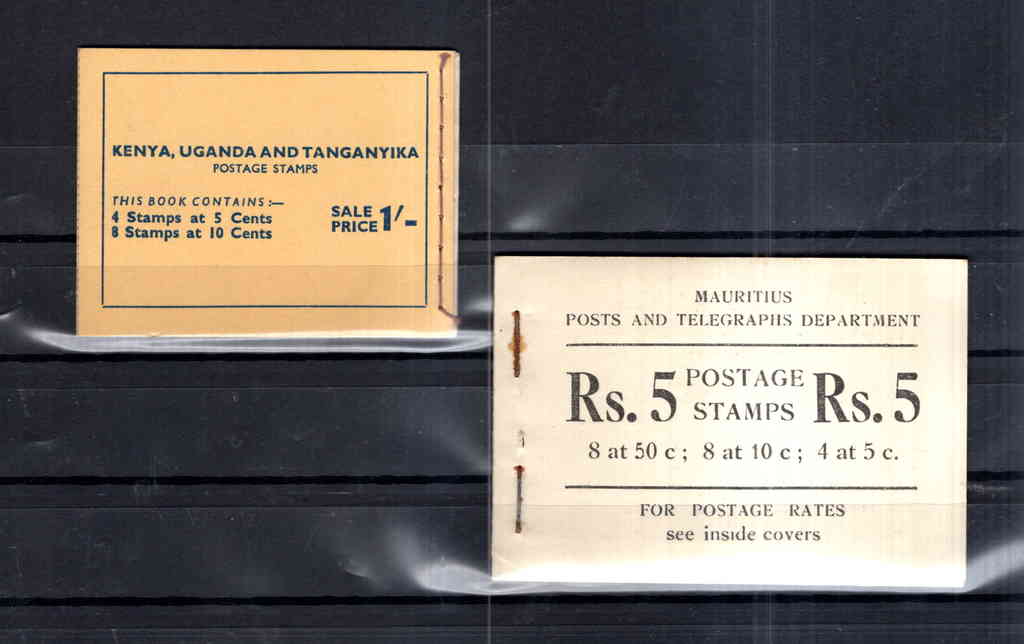 KENYA, UGANDA AND TANGANYIKA
POSTAGE STAMPS
THIS BOOK CONTAINS :—
4 Stamps at 5 Cents
8 Stamps at 10 Cents
SALE PRICE 1/-
MAURITIUS
POSTS AND TELEGRAPHS DEPARTMENT
Rs. 5 POSTAGE STAMPS Rs. 5
8 at 50 c ; 8 at 10 c ; 4 at 5 c.
FOR POSTAGE RATES
see inside covers